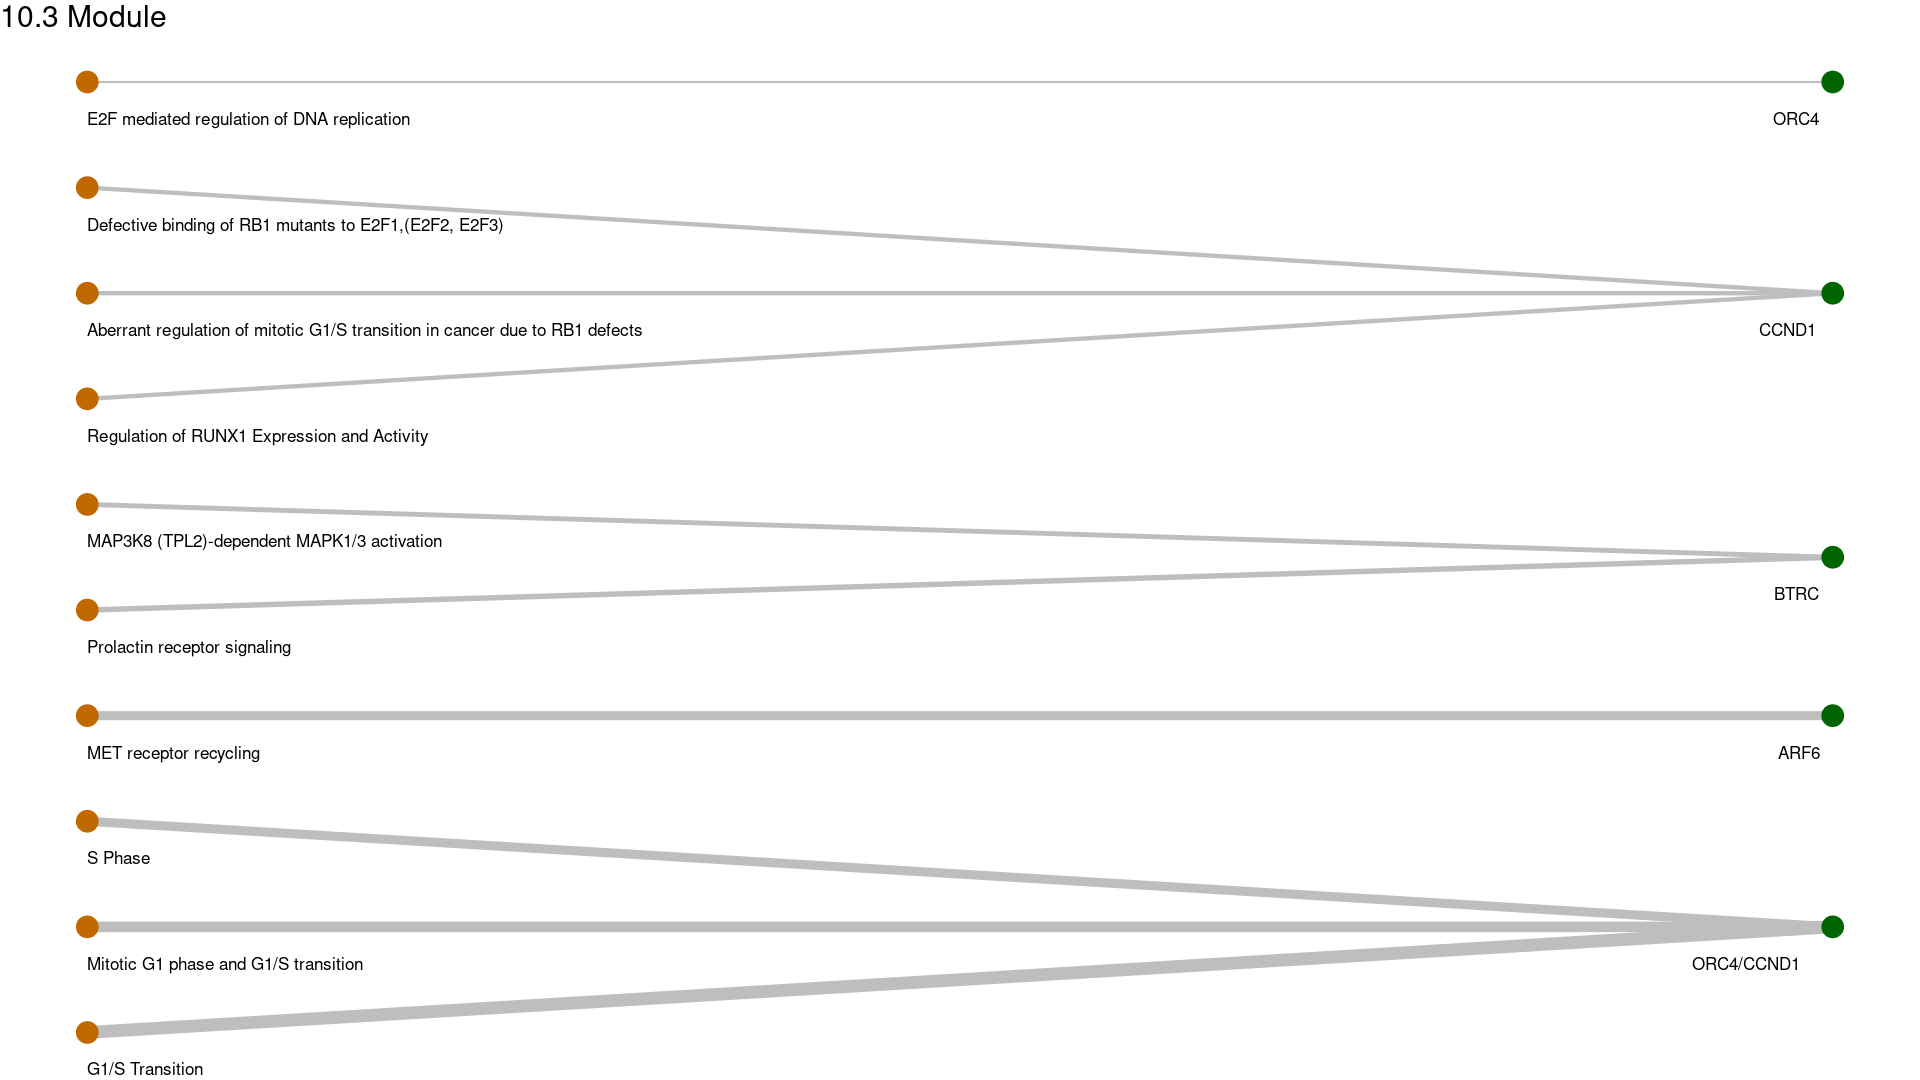 10.3 Module
E2F mediated regulation of DNA replication
ORC4
Defective binding of RB1 mutants to E2F1,(E2F2, E2F3)
Aberrant regulation of mitotic G1/S transition in cancer due to RB1 defects
CCND1
Regulation of RUNX1 Expression and Activity
MAP3K8 (TPL2)-dependent MAPK1/3 activation
BTRC
Prolactin receptor signaling
MET receptor recycling
ARF6
S Phase
Mitotic G1 phase and G1/S transition
ORC4/CCND1
G1/S Transition